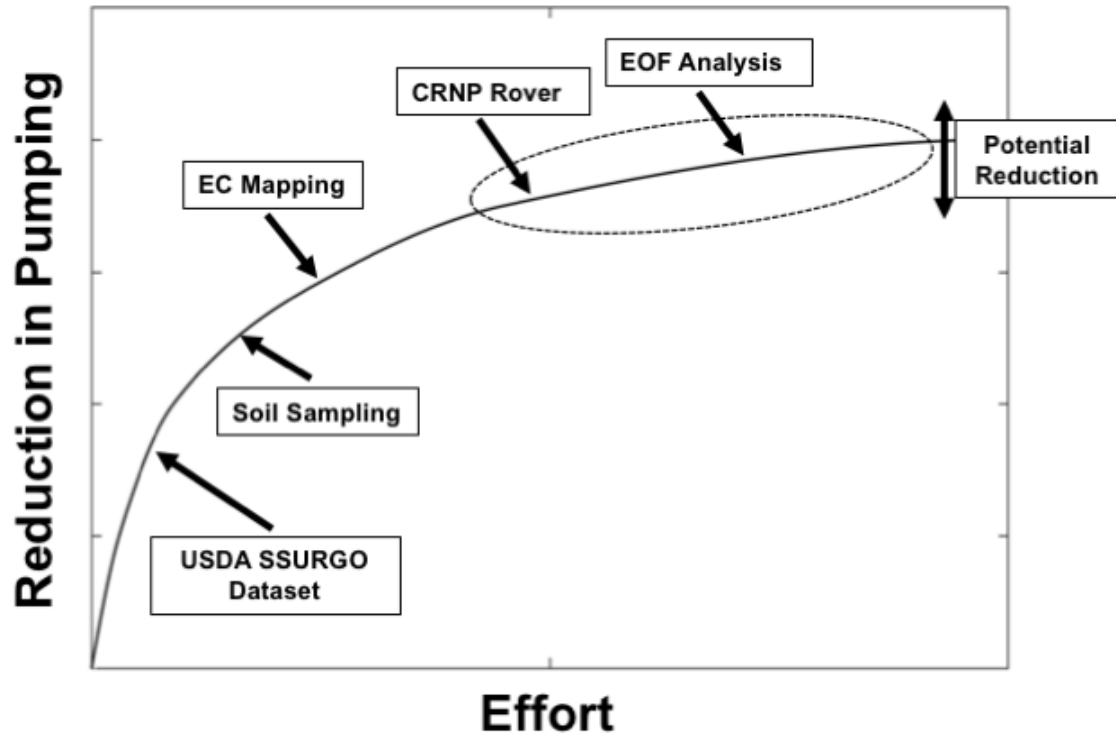 EOF Analysis
CRNP Rover
Potential
Reduction
EC Mapping
Soil Sampling
USDA SSURGO
Dataset
Reduction in Pumping
Effort